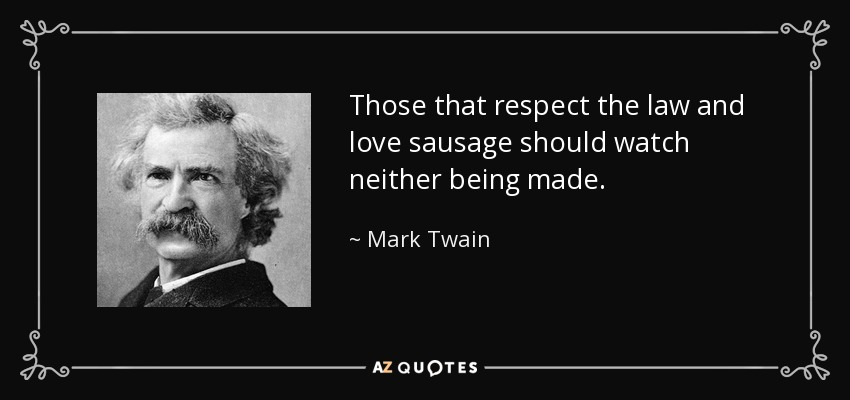 Those that respect the law and
love sausage should watch
neither being made.
~ Mark Twain
AZ QUOTES